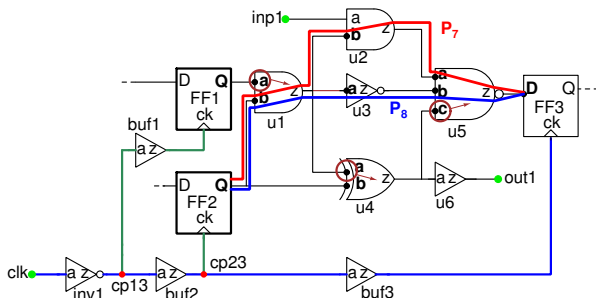 inp1
a
b
z
u2
P7
D
Q
FF1
ck
a
b
z
u1
a
z
u3
P8
a
b
c
z
u5
D
Q
FF3
ck
buf1
a z
D
Q
FF2
ck
a
b
z
u4
a z
u6
out1
clk
a z
inv1
cp13
a z
buf2
cp23
a z
buf3